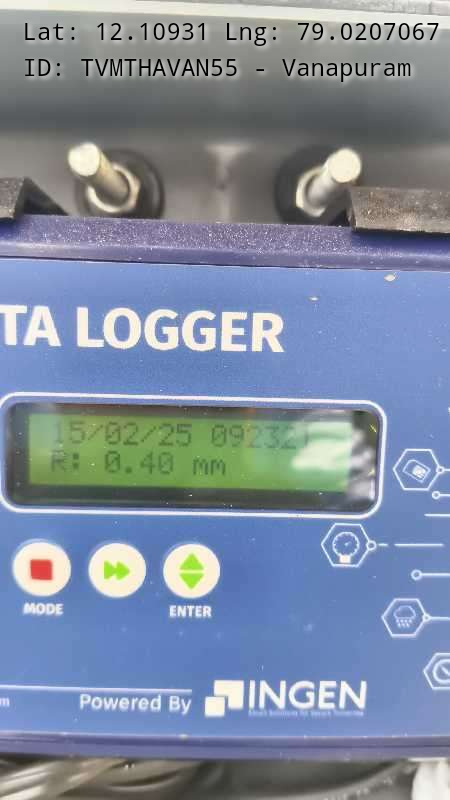 Lat: 12.10931 Lng: 79.0207067
ID: TVMTHAVAN55 - Vanapuram
TA LOGGER
15/02/25
R: 0.40 mm
MODE
ENTER
Powered By INGEN